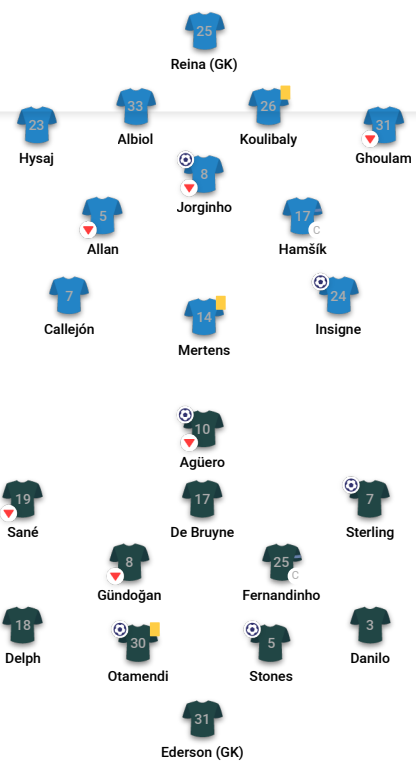 25
Reina (GK)
33
26
Albiol
Koulibaly
23
31
Hysaj
Ghoulam
8
Jorginho
5
17
C
Allan
Hamšík
7
24
Callejón
Insigne
14
Mertens
10
Agüero
19
17
7
Sané
De Bruyne
Sterling
8
25
C
Gündoğan
Fernandinho
18
3
Delph
Danilo
30
5
Otamendi
Stones
31
Ederson (GK)